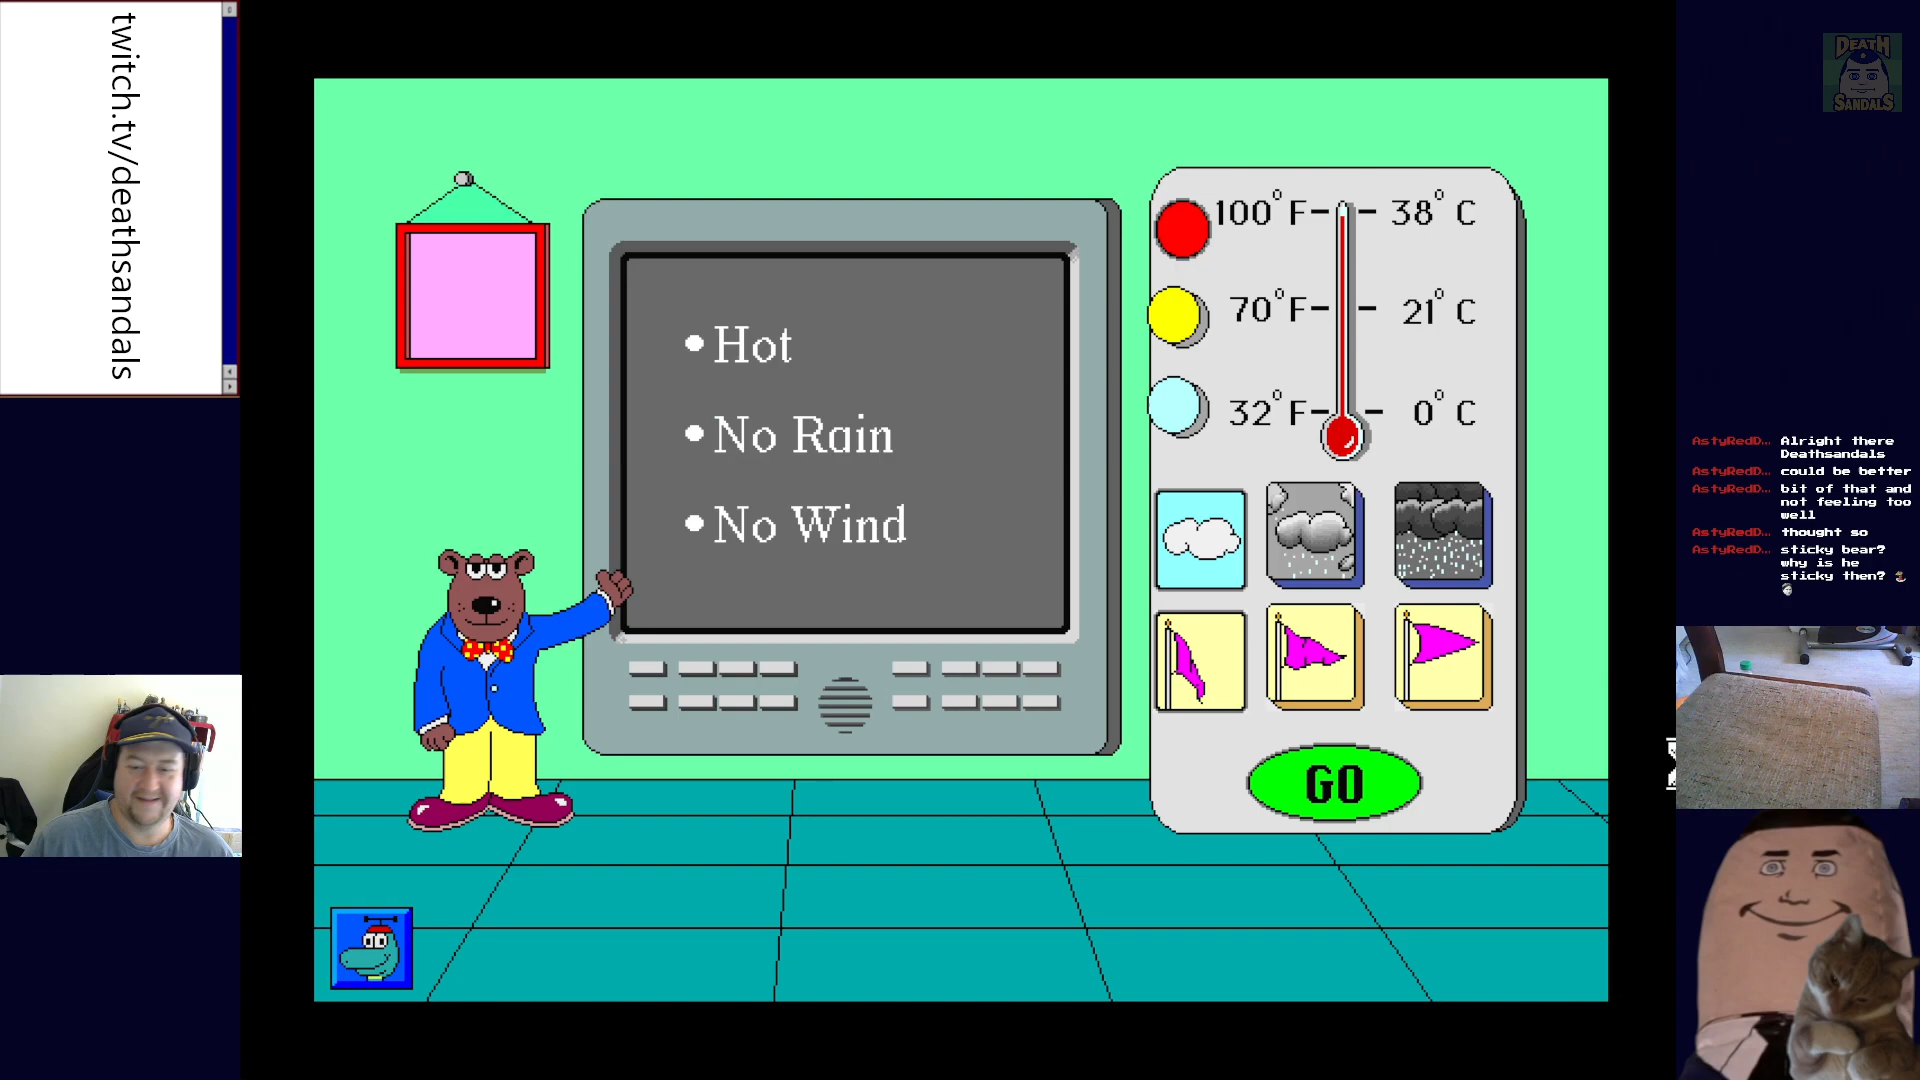 twitch.tv/deathsandals
• Hot
• No Rain
• No Wind
100° F 38° C
70° F 21° C
32° F 0° C
GO
DEATH
SANDALS
AstyRedD… Alright there
Deathsandals
AstyRedD… could be better
AstyRedD… bit of that and
not feeling too
well
AstyRedD… thought so
AstyRedD… sticky bear?
why is he
sticky then?